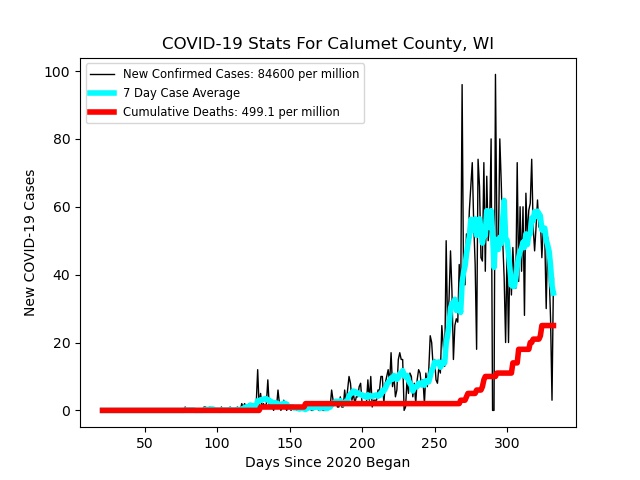 COVID-19 Stats For Calumet County, WI
New Confirmed Cases: 84600 per million
7 Day Case Average
Cumulative Deaths: 499.1 per million
New COVID-19 Cases
100
80
60
40
20
0
50
100
150
200
250
300
Days Since 2020 Began